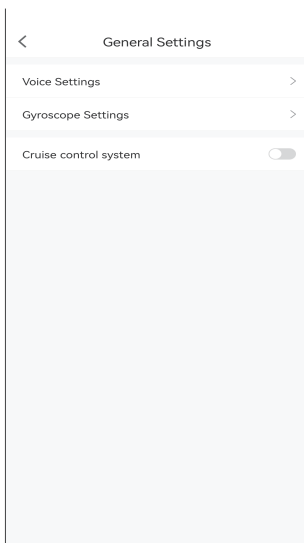 General Settings
Voice Settings
Gyroscope Settings
Cruise control system